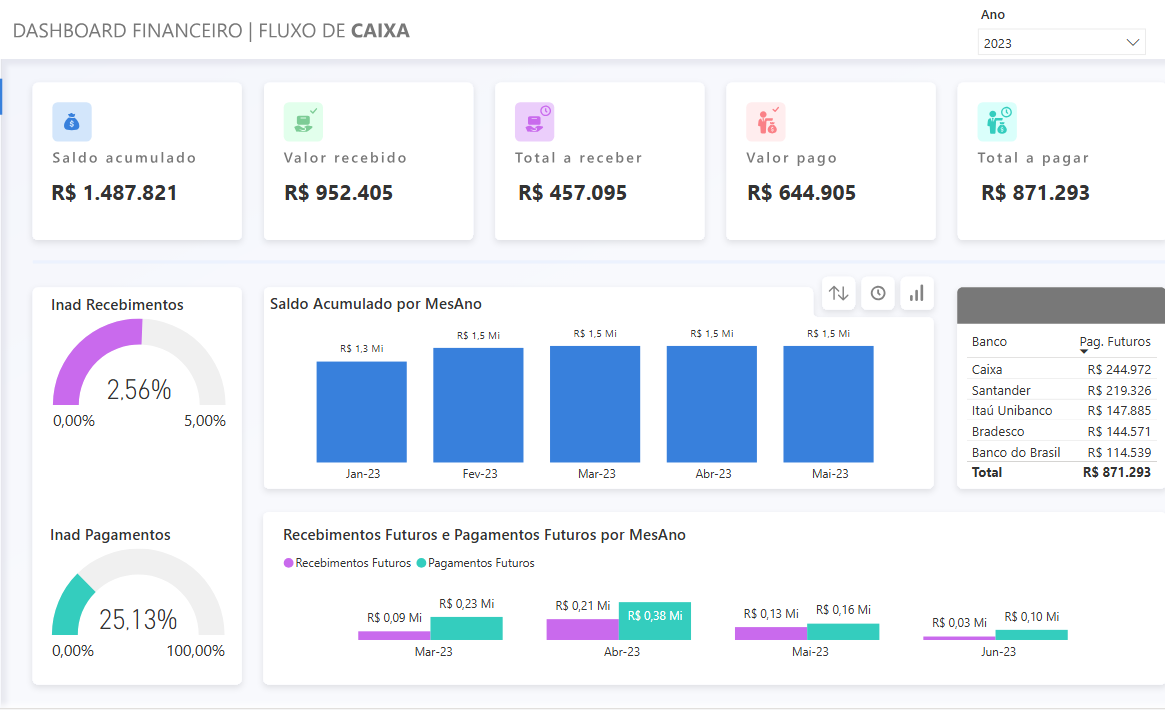 DASHBOARD FINANCEIRO | FLUXO DE CAIXA
Ano
2023
Saldo acumulado
R$ 1.487.821
Valor recebido
R$ 952.405
Total a receber
R$ 457.095
Valor pago
R$ 644.905
Total a pagar
R$ 871.293
Inad Recebimentos
2,56%
0,00% 5,00%
Inad Pagamentos
25,13%
0,00% 100,00%
Saldo Acumulado por MesAno
R$ 1,3 Mi R$ 1,5 Mi R$ 1,5 Mi R$ 1,5 Mi R$ 1,5 Mi
Jan-23 Fev-23 Mar-23 Abr-23 Mai-23
Banco Pag. Futuros
Caixa R$ 244.972
Santander R$ 219.326
Itaú Unibanco R$ 147.885
Bradesco R$ 144.571
Banco do Brasil R$ 114.539
Total R$ 871.293
Recebimentos Futuros e Pagamentos Futuros por MesAno
Recebimentos Futuros Pagamentos Futuros
R$ 0,09 Mi R$ 0,23 Mi R$ 0,21 Mi R$ 0,38 Mi R$ 0,13 Mi R$ 0,16 Mi R$ 0,03 Mi R$ 0,10 Mi
Mar-23 Abr-23 Mai-23 Jun-23